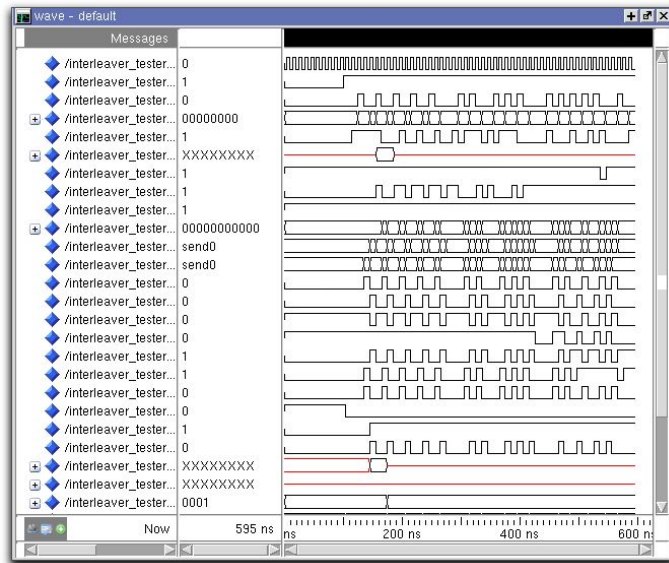 wave - default
Messages
/interleaver_tester... 0
/interleaver_tester... 1
/interleaver_tester... 0
/interleaver_tester... 00000000
/interleaver_tester... 1
/interleaver_tester... XXXXXXXX
/interleaver_tester... 1
/interleaver_tester... 1
/interleaver_tester... 1
/interleaver_tester... 00000000000
/interleaver_tester... send0
/interleaver_tester... send0
/interleaver_tester... 0
/interleaver_tester... 0
/interleaver_tester... 0
/interleaver_tester... 0
/interleaver_tester... 1
/interleaver_tester... 1
/interleaver_tester... 0
/interleaver_tester... 0
/interleaver_tester... 1
/interleaver_tester... 0
/interleaver_tester... XXXXXXXX
/interleaver_tester... XXXXXXXX
/interleaver_tester... 0001
Now 595 ns ns 200 ns 400 ns 600 n